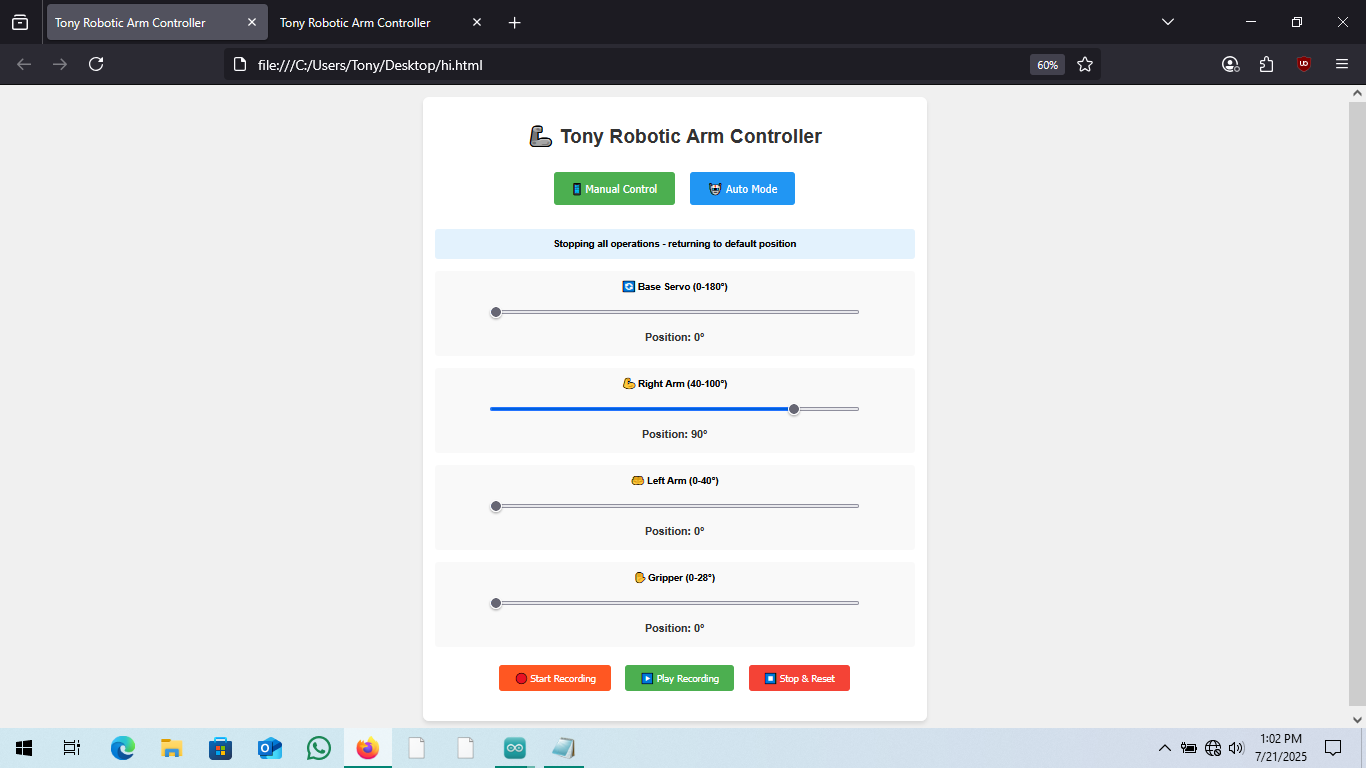 Tony Robotic Arm Controller
Tony Robotic Arm Controller
file:///C:/Users/Tony/Desktop/hi.html
60%
Tony Robotic Arm Controller
Manual Control
Auto Mode
Stopping all operations - returning to default position
Base Servo (0-180°)
Position: 0°
Right Arm (40-100°)
Position: 90°
Left Arm (0-40°)
Position: 0°
Gripper (0-28°)
Position: 0°
Start Recording
Play Recording
Stop & Reset
1:02 PM
7/21/2025